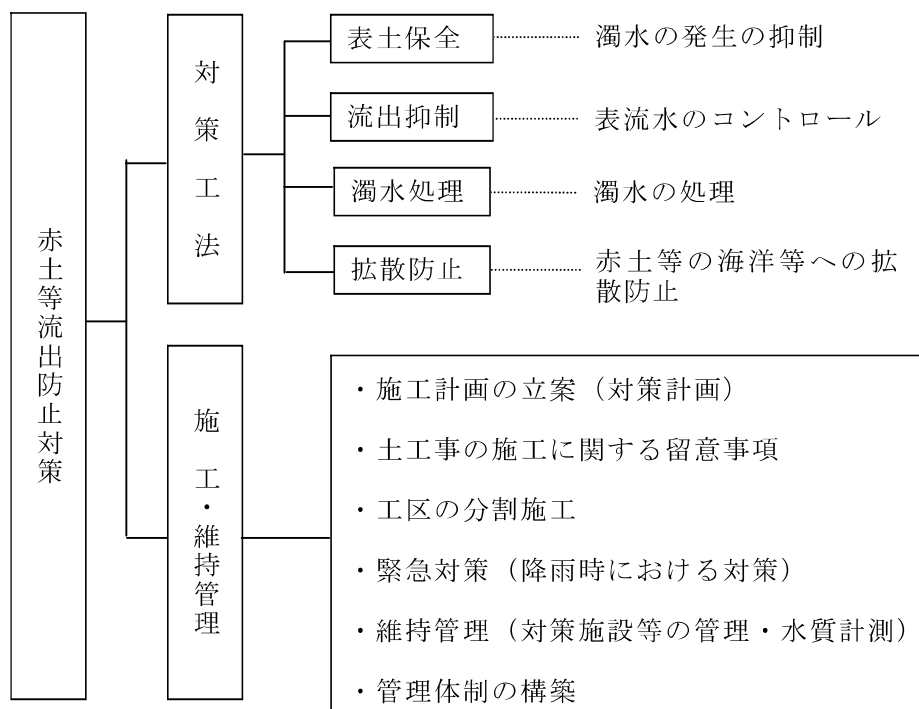 赤土等流出防止対策
対策工法
表土保全
濁水の発生の抑制
流出抑制
表流水のコントロール
濁水処理
濁水の処理
拡散防止
赤土等の海洋等への拡
散防止
施工・維持管理
・施工計画の立案（対策計画）
・土工事の施工に関する留意事項
・工区の分割施工
・緊急対策（降雨時における対策）
・維持管理（対策施設等の管理・水質計測）
・管理体制の構築